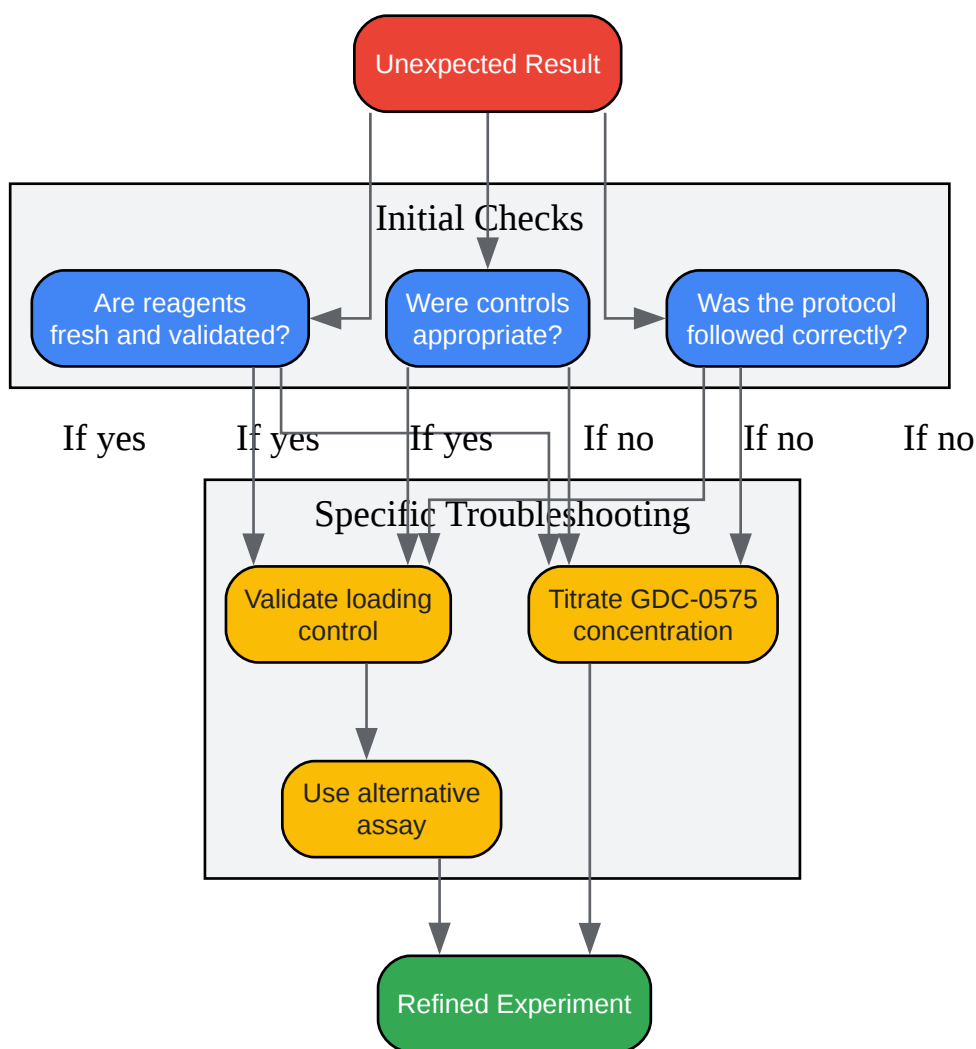 Unexpected Result
Initial Checks
Are reagents
fresh and validated?
Were controls
appropriate?
Was the protocol
followed correctly?
If yes
If yes
If yes
If no
If no
If no
Specific Troubleshooting
Validate loading
control
Titrate GDC-0575
concentration
Use alternative
assay
Refined Experiment